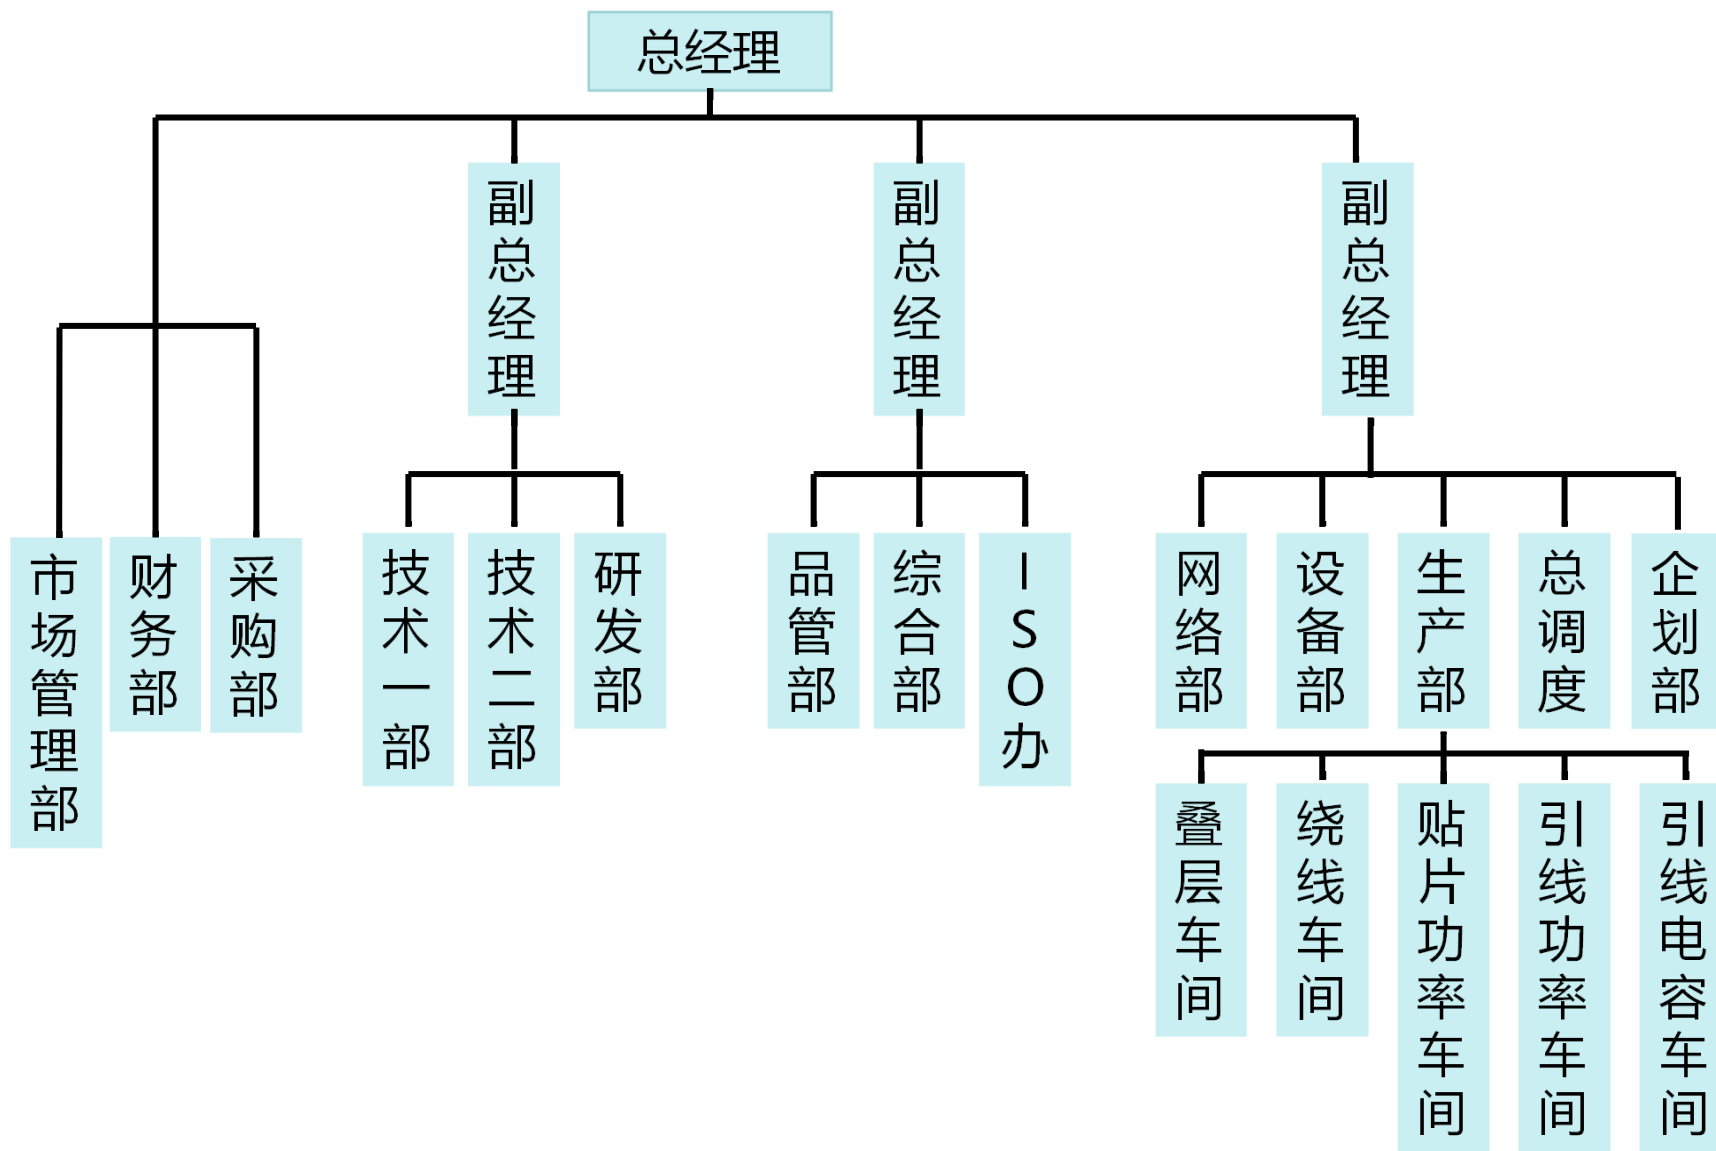 总经理
副总经理
副总经理
副总经理
市场管理部
财务部
采购部
技术一部
技术二部
研发部
品管部
综合部
ISO办
网络部
设备部
生产部
总调度
企划部
叠层车间
绕线车间
贴片功率车间
引线功率车间
引线电容车间